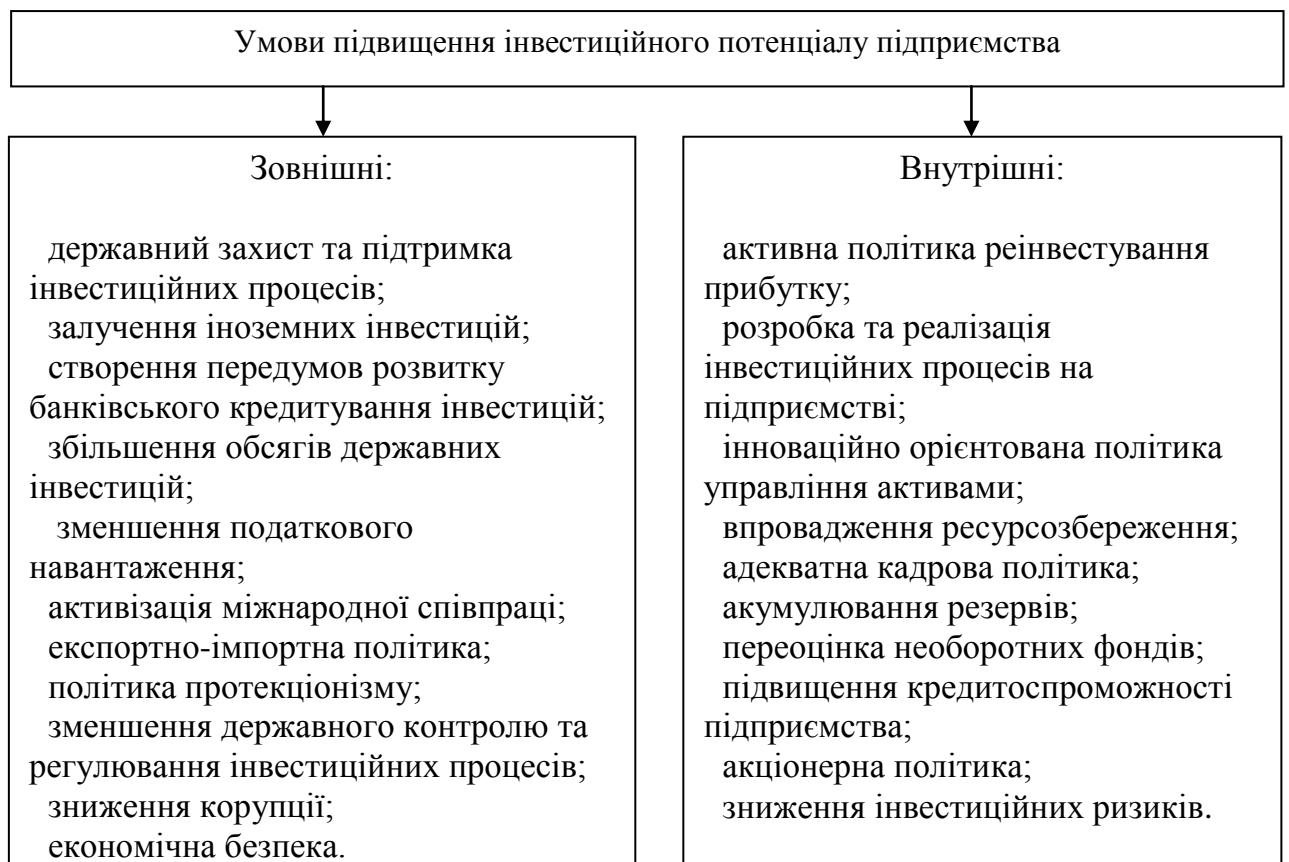 Умови підвищення інвестиційного потенціалу підприємства
Зовнішні:
державний захист та підтримка
інвестиційних процесів;
залучення іноземних інвестицій;
створення передумов розвитку
банківського кредитування інвестицій;
збільшення обсягів державних
інвестицій;
зменшення податкового
навантаження;
активізація міжнародної співпраці;
експортно-імпортна політика;
політика протекціонізму;
зменшення державного контролю та
регулювання інвестиційних процесів;
зниження корупції;
економічна безпека.
Внутрішні:
активна політика реінвестування
прибутку;
розробка та реалізація
інвестиційних процесів на
підприємстві;
інноваційно орієнтована політика
управління активами;
впровадження ресурсозбереження;
адекватна кадрова політика;
акумулювання резервів;
переоцінка необоротних фондів;
підвищення кредитоспроможності
підприємства;
акціонерна політика;
зниження інвестиційних ризиків.